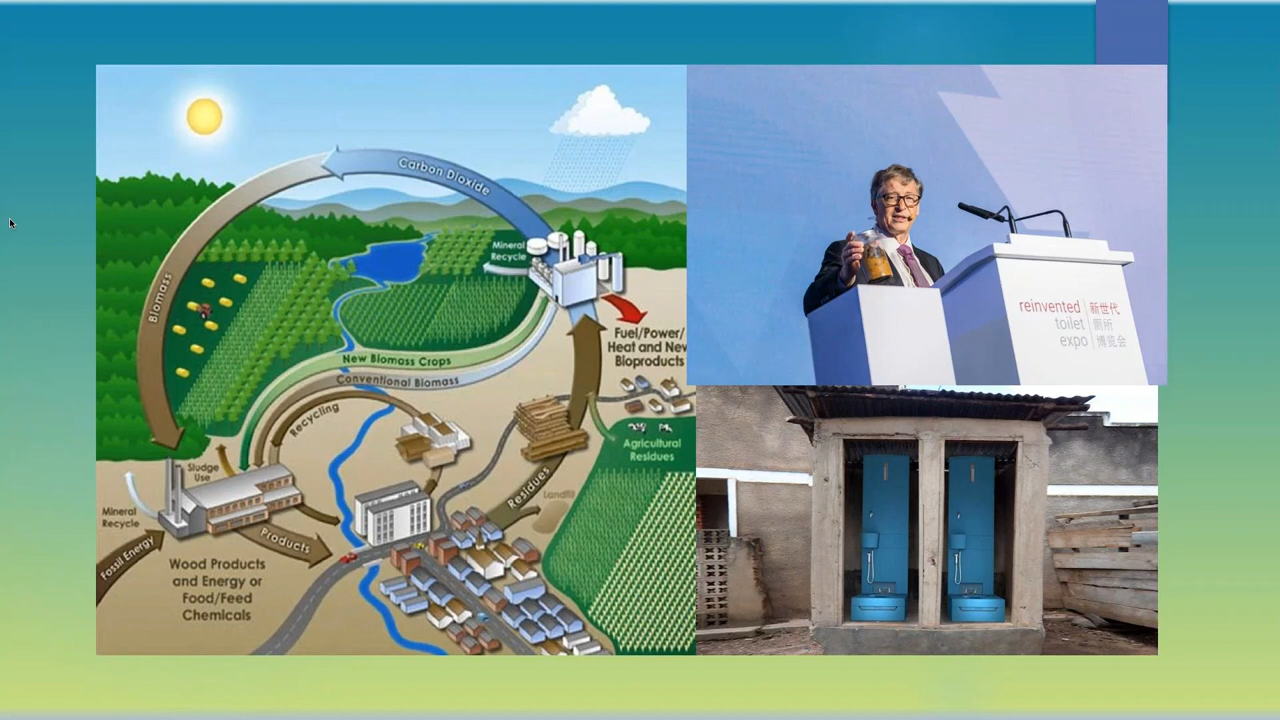 Carbon Dioxide
Biomass
Mineral
Recycle
Fuel/Power/
Heat and New
Bioproducts
New Biomass Crops
Conventional Biomass
Recycling
Agricultural
Residues
Sludge
Use
Residues
Landfill
Mineral
Recycle
Fossil Energy
Products
Wood Products
and Energy or
Food/Feed
Chemicals
reinvented 新世代
toilet 厕所
expo 博览会